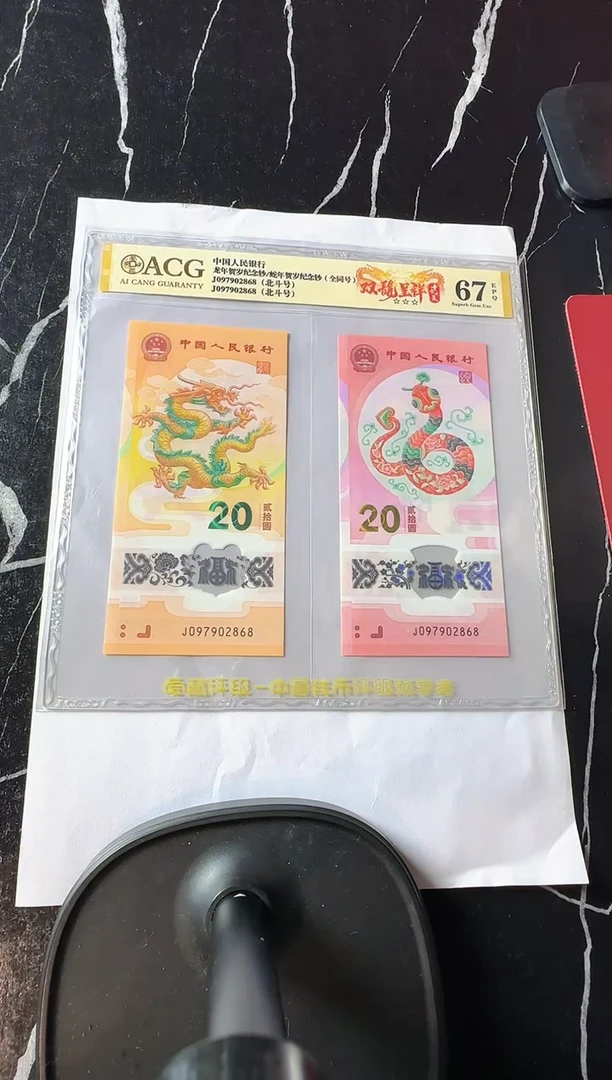 ACG
AI CANG GUARANTY
中国人民银行
龙年贺岁纪念钞/蛇年贺岁纪念钞（全同号）
J097902868（北斗号）
J097902868（北斗号）
双龍呈祥
☆☆☆
67
EPQ
Superb Gem Unc
中国人民银行
20
贰拾圆
福
J097902868
中国人民银行
20
贰拾圆
福
J097902868
爱藏评级-中国钱币评级领导者